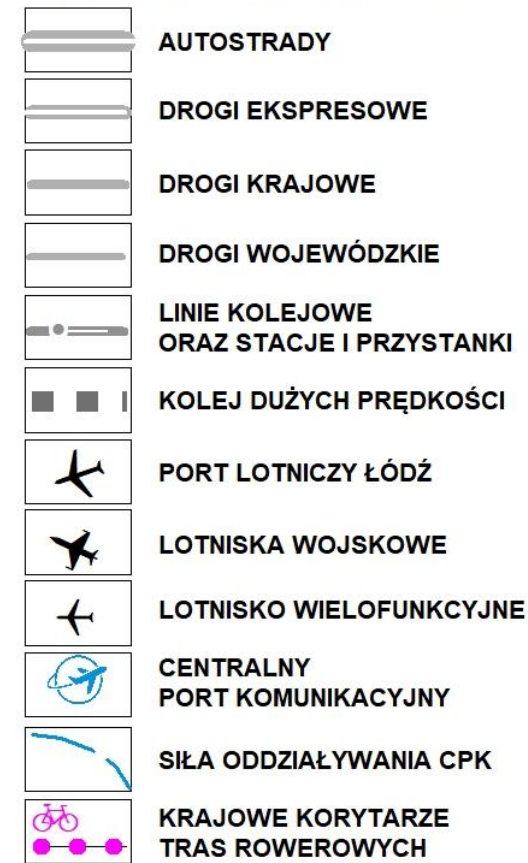 AUTOSTRADY
DROGI EKSPRESOWE
DROGI KRAJOWE
DROGI WOJEWÓDZKIE
LINIE KOLEJOWE
ORAZ STACJE I PRZYSTANKI
KOLEJ DUŻYCH PRĘDKOŚCI
PORT LOTNICZY ŁÓDŹ
LOTNISKA WOJSKOWE
LOTNISKO WIELOFUNKCYJNE
CENTRALNY
PORT KOMUNIKACYJNY
SIŁA ODDZIAŁYWANIA CPK
KRAJOWE KORYTARZE
TRAS ROWEROWYCH